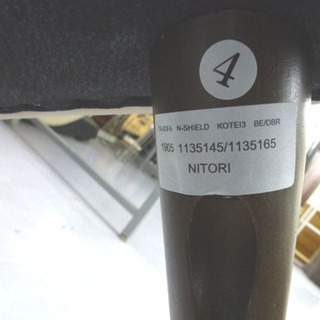 4
N-SHIELD KOTEI3 BE/DBR
1905 1135145/1135165
NITORI